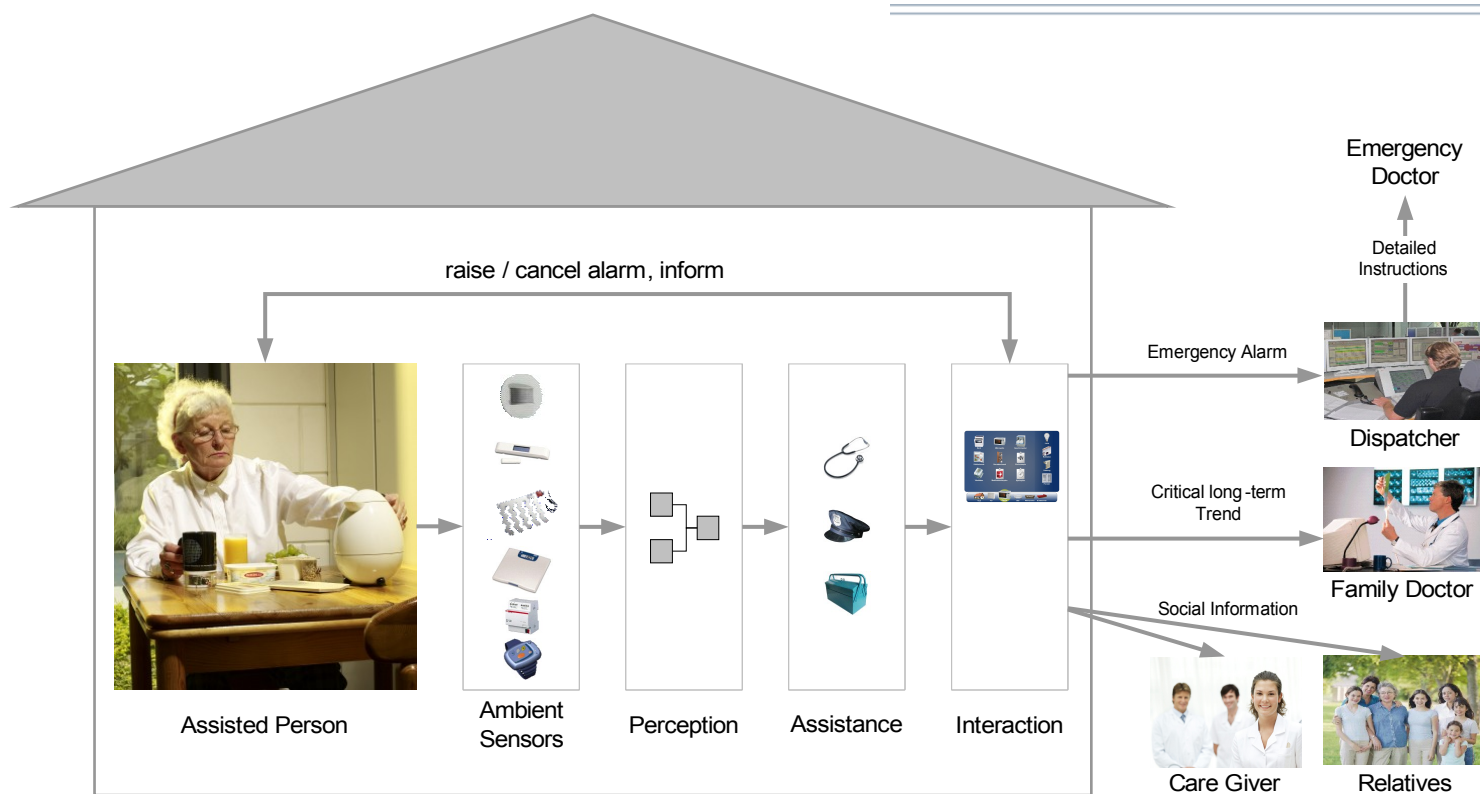 Emergency
Doctor
Detailed
Instructions
raise / cancel alarm, inform
Emergency Alarm
Dispatcher
Critical long-term
Trend
Family Doctor
Social Information
Assisted Person
Ambient
Sensors
Perception
Assistance
Interaction
Care Giver
Relatives